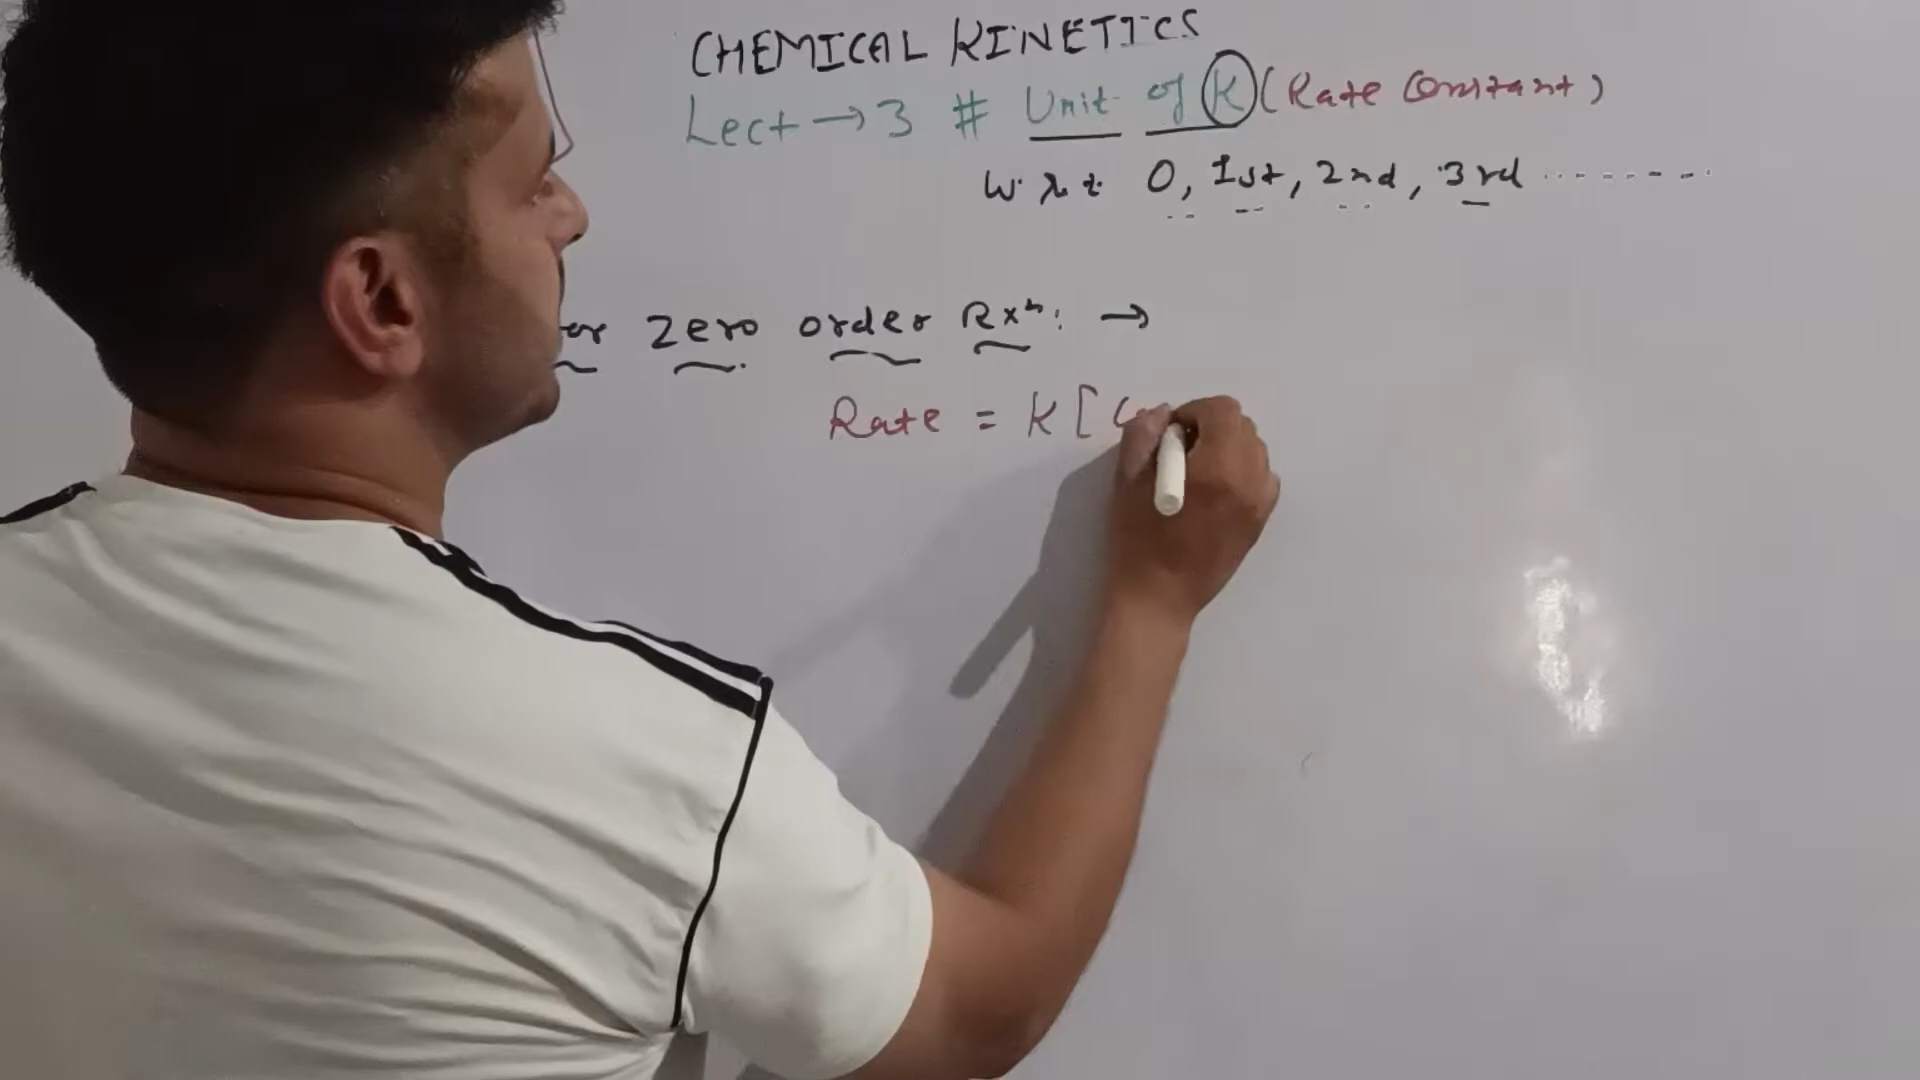 CHEMICAL KINETICS
Lect → 3 # Unit of K (Rate Constant)
w.r.t 0, 1st, 2nd, 3rd ---------
or zero order Rxn: →
Rate = K [